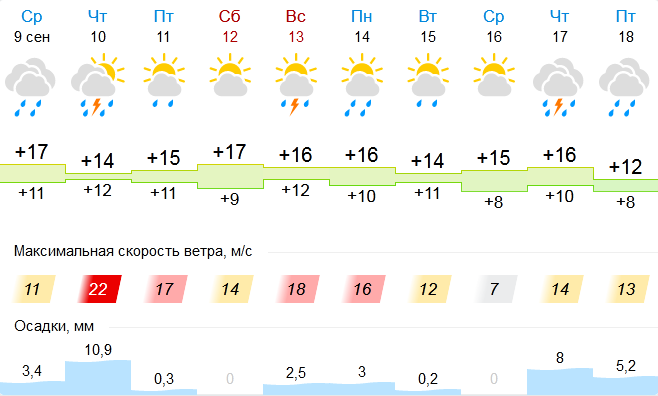 Ср Чт Пт Сб Вс Пн Вт Ср Чт Пт
9 сен 10 11 12 13 14 15 16 17 18
+17 +14 +15 +17 +16 +16 +14 +15 +16 +12
+11 +12 +11 +9 +12 +10 +11 +8 +10 +8
Максимальная скорость ветра, м/с
11 22 17 14 18 16 12 7 14 13
Осадки, мм
3,4 10,9 0,3 0 2,5 3 0,2 0 8 5,2